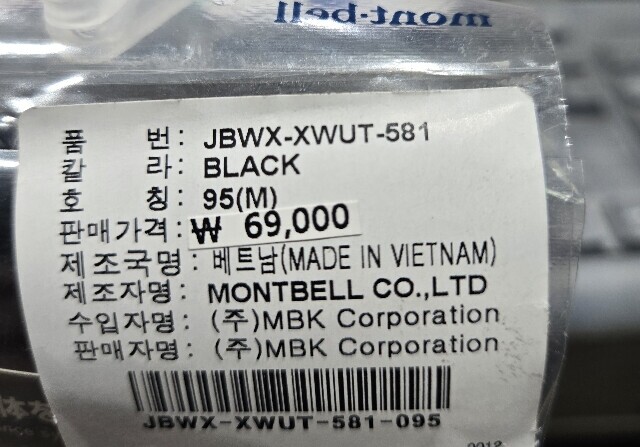 mont-bell
품 번: JBWX-XWUT-581
칼 라: BLACK
호 칭: 95(M)
판매가격: ₩ 69,000
제조국명: 베트남(MADE IN VIETNAM)
제조자명: MONTBELL CO.,LTD
수입자명: (주)MBK Corporation
판매자명: (주)MBK Corporation
JBWX-XWUT-581-095